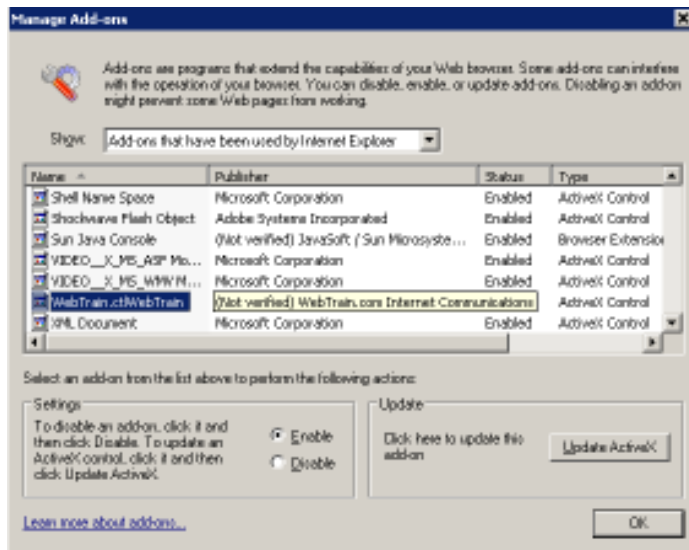 Manage Add-ons
Add-ons are programs that extend the capabilities of your Web browser. Some add-ons can interfere
with the operation of your browser. You can disable, enable, or update add-ons. Disabling an add-on
might prevent some Web pages from working.
Show: Add-ons that have been used by Internet Explorer
Name Publisher Status Type
Shell Name Space Microsoft Corporation Enabled ActiveX Control
Shockwave Flash Object Adobe Systems Incorporated Enabled ActiveX Control
Sun Java Console (Not verified) JavaSoft / Sun Microsyste... Enabled Browser Extension
VIDEO__X_MS_ASF Mo... Microsoft Corporation Enabled ActiveX Control
VIDEO__X_MS_WMV M... Microsoft Corporation Enabled ActiveX Control
WebTrain.ctlWebTrain (Not verified) WebTrain.com Internet Communications Enabled ActiveX Control
XML Document Microsoft Corporation Enabled ActiveX Control
Select an add-on from the list above to perform the following actions:
Settings
To disable an add-on, click it and
then click Disable. To update an
ActiveX control, click it and then
click Update ActiveX.
Enable
Disable
Update
Click here to update this
add-on
Update ActiveX
Learn more about add-ons...
OK